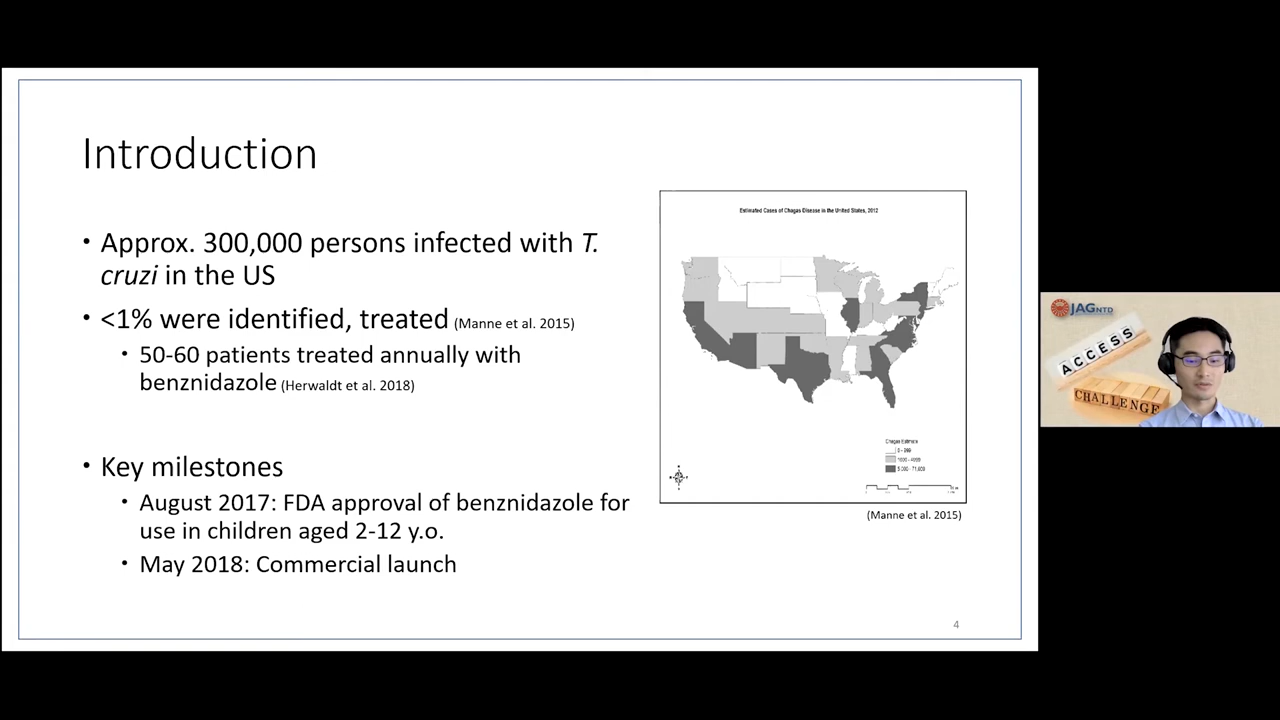 Introduction
• Approx. 300,000 persons infected with T.
cruzi in the US
• <1% were identified, treated (Manne et al. 2015)
• 50-60 patients treated annually with
benznidazole (Herwaldt et al. 2018)
• Key milestones
• August 2017: FDA approval of benznidazole for
use in children aged 2-12 y.o.
• May 2018: Commercial launch
Estimated Cases of Chagas Disease in the United States, 2012
Chagas Estimate
(Manne et al. 2015)
4
JAGNTD
ACCESS
CHALLENGE